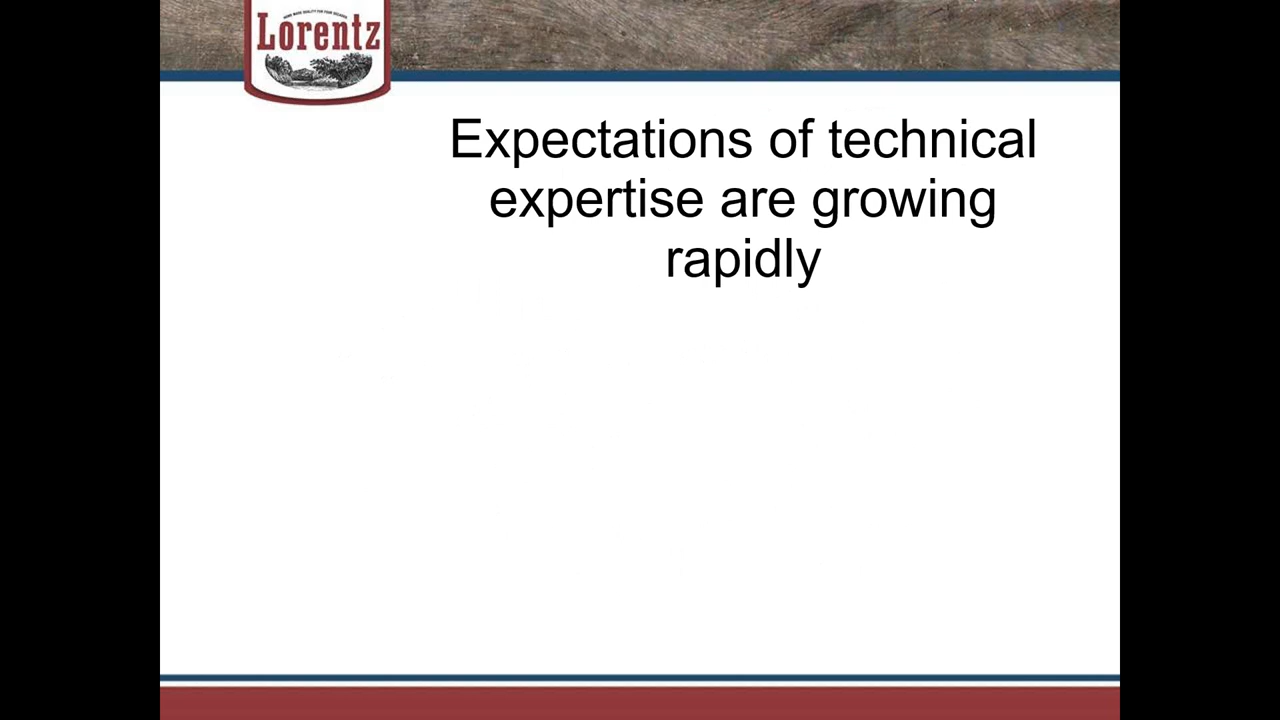 Lorentz
Expectations of technical
expertise are growing
rapidly